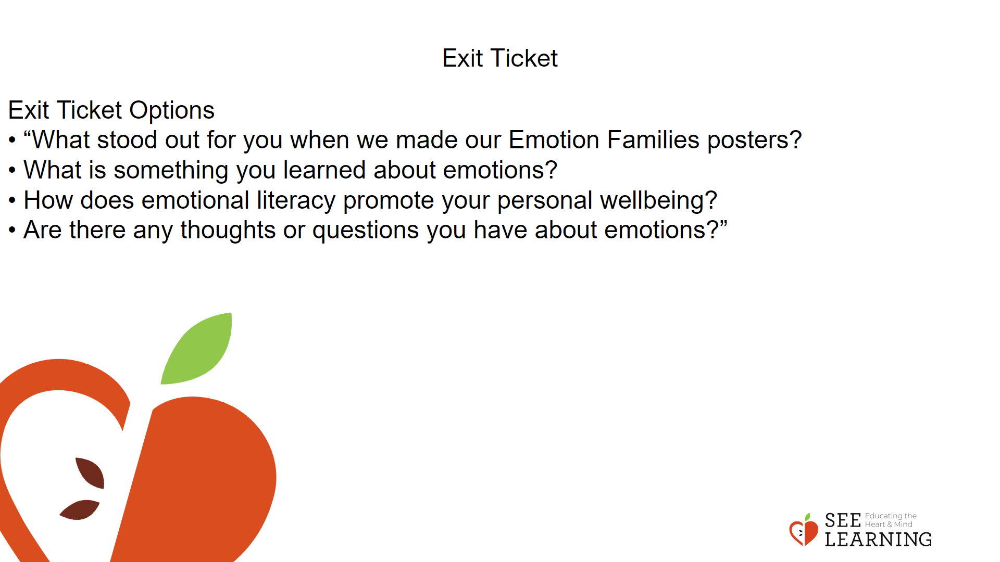 Exit Ticket
Exit Ticket Options
• “What stood out for you when we made our Emotion Families posters?
• What is something you learned about emotions?
• How does emotional literacy promote your personal wellbeing?
• Are there any thoughts or questions you have about emotions?”
SEE Educating the
Heart & Mind
LEARNING